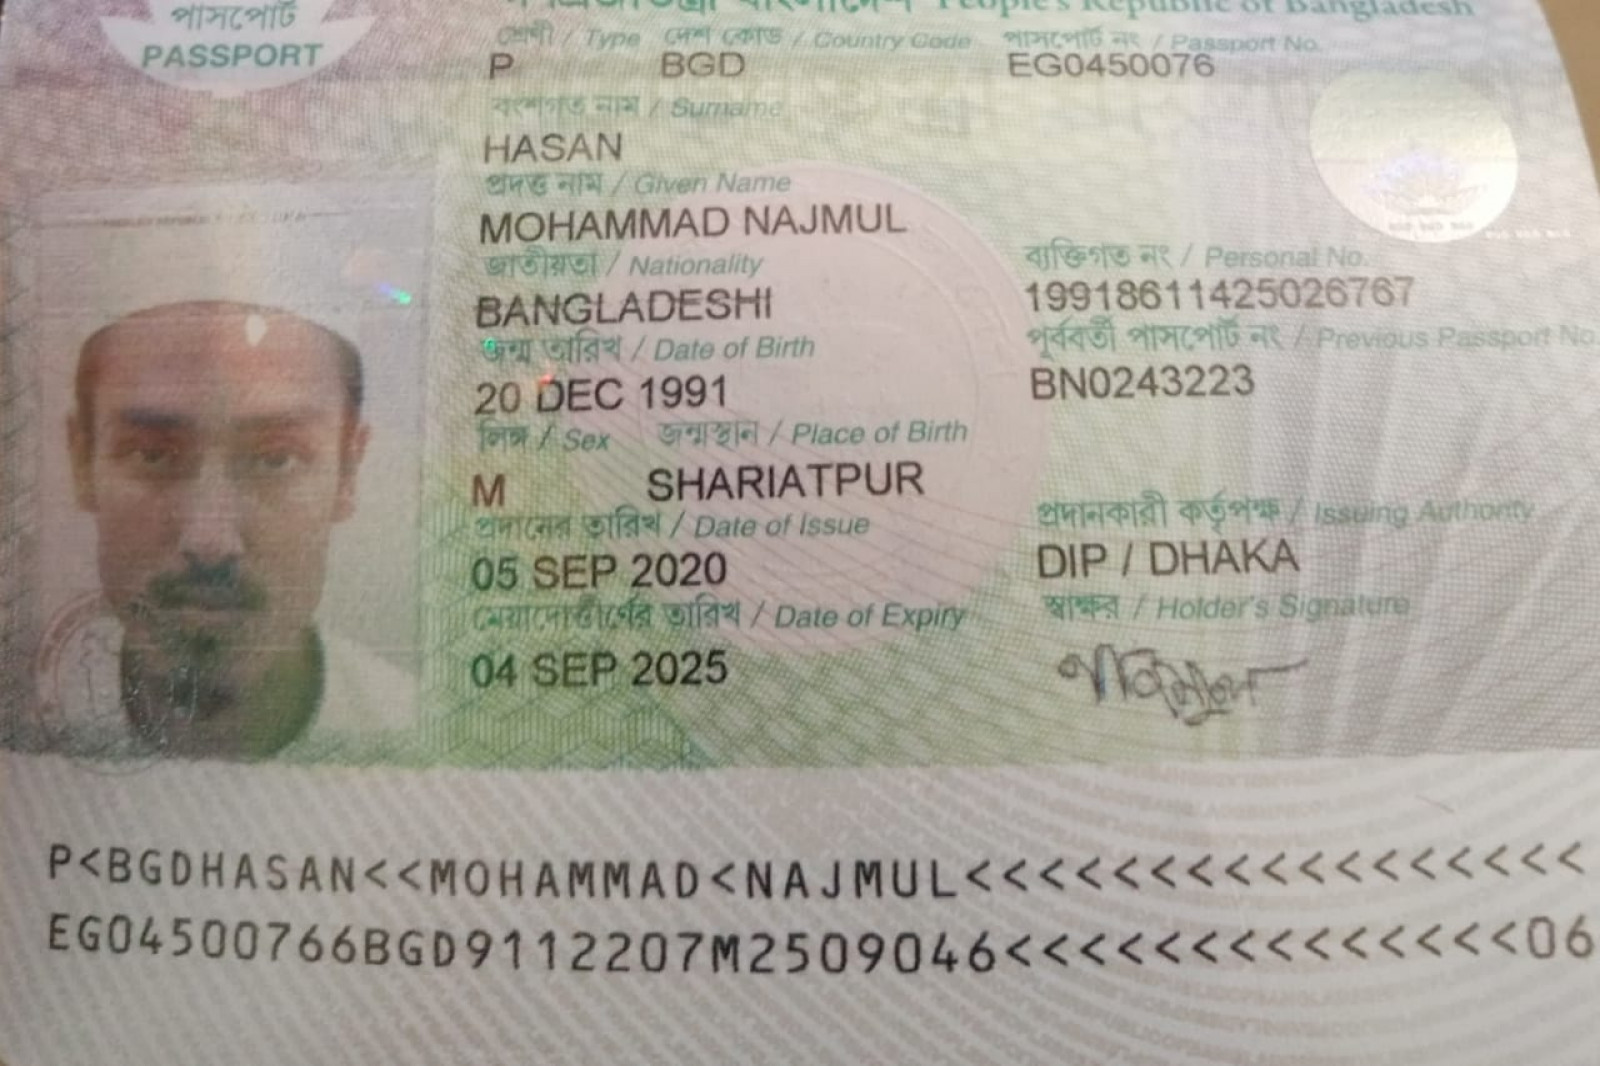 পাসপোর্ট
PASSPORT
People's Republic of Bangladesh
শ্রেণী / Type দেশ কোড / Country Code পাসপোর্ট নং / Passport No.
P BGD EG0450076
বংশগত নাম / Surname
HASAN
প্রদত্ত নাম / Given Name
MOHAMMAD NAJMUL
জাতীয়তা / Nationality ব্যক্তিগত নং / Personal No.
BANGLADESHI 19918611425026767
জন্ম তারিখ / Date of Birth পূর্ববর্তী পাসপোর্ট নং / Previous Passport No.
20 DEC 1991 BN0243223
লিঙ্গ / Sex জন্মস্থান / Place of Birth
M SHARIATPUR
প্রদানের তারিখ / Date of Issue প্রদানকারী কর্তৃপক্ষ / Issuing Authority
05 SEP 2020 DIP / DHAKA
মেয়াদোত্তীর্ণের তারিখ / Date of Expiry স্বাক্ষর / Holder's Signature
04 SEP 2025
P<BGDHASAN<<MOHAMMAD<NAJMUL<<<<<<<<<<<<<<<<<
EG04500766BGD9112207M2509046<<<<<<<<<<<<<<06